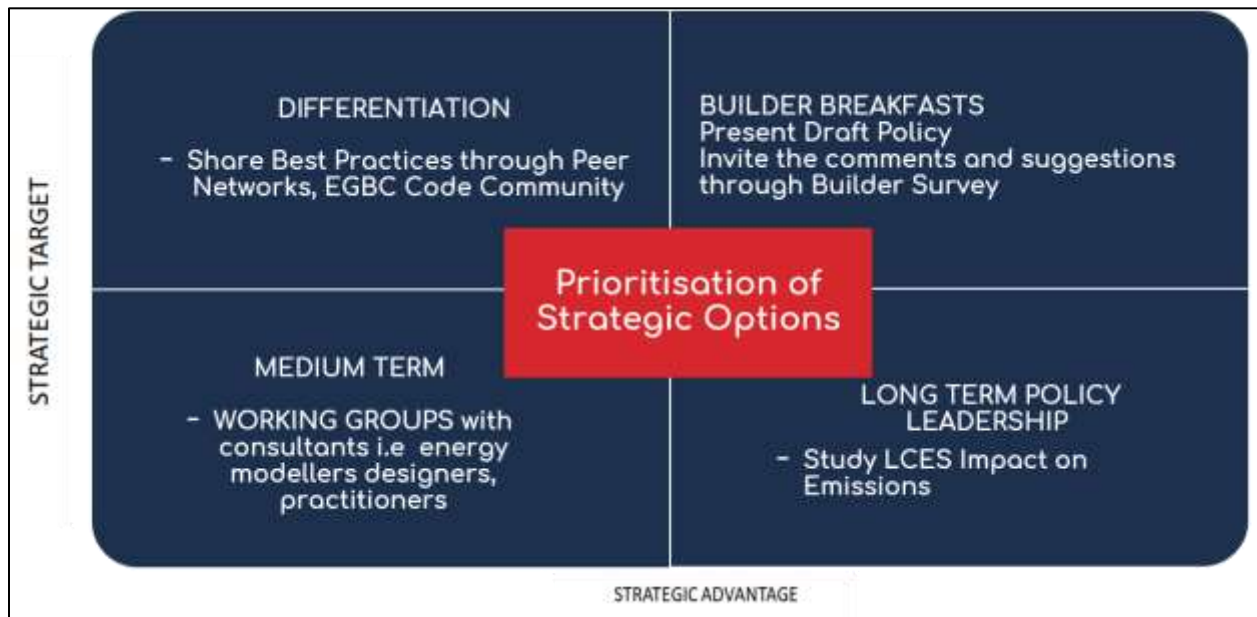 STRATEGIC TARGET
DIFFERENTIATION
- Share Best Practices through Peer
Networks, EGBC Code Community
BUILDER BREAKFASTS
Present Draft Policy
Invite the comments and suggestions
through Builder Survey
Prioritisation of
Strategic Options
MEDIUM TERM
- WORKING GROUPS with
consultants i.e energy
modellers designers,
practitioners
LONG TERM POLICY
LEADERSHIP
- Study LCES Impact on
Emissions
STRATEGIC ADVANTAGE